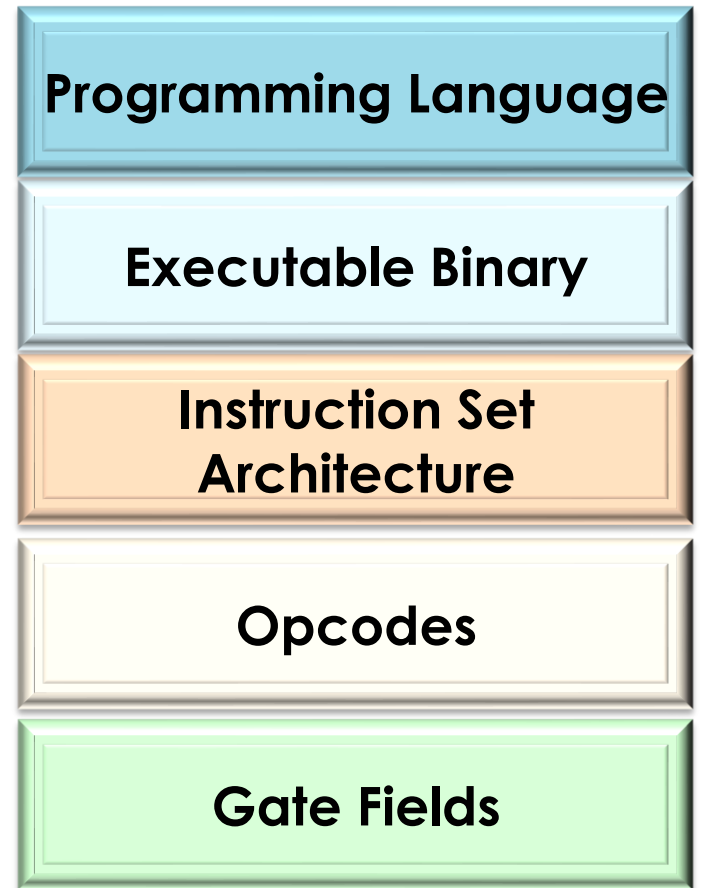 Programming Language
Executable Binary
Instruction Set
Architecture
Opcodes
Gate Fields